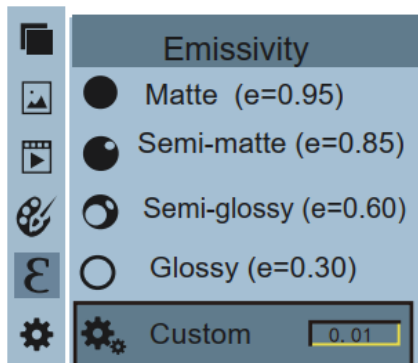 Emissivity
Matte (e=0.95)
Semi-matte (e=0.85)
Semi-glossy (e=0.60)
Glossy (e=0.30)
ε
Custom 0.01